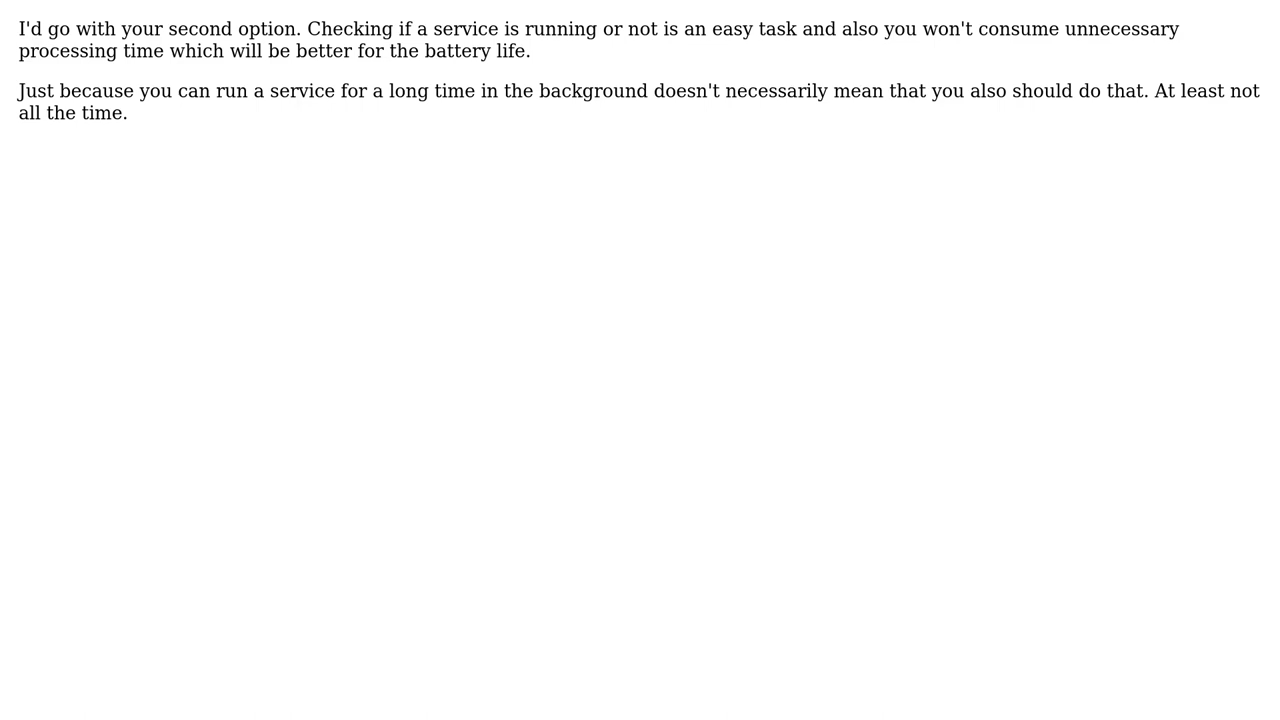 I'd go with your second option. Checking if a service is running or not is an easy task and also you won't consume unnecessary
processing time which will be better for the battery life.
Just because you can run a service for a long time in the background doesn't necessarily mean that you also should do that. At least not
all the time.